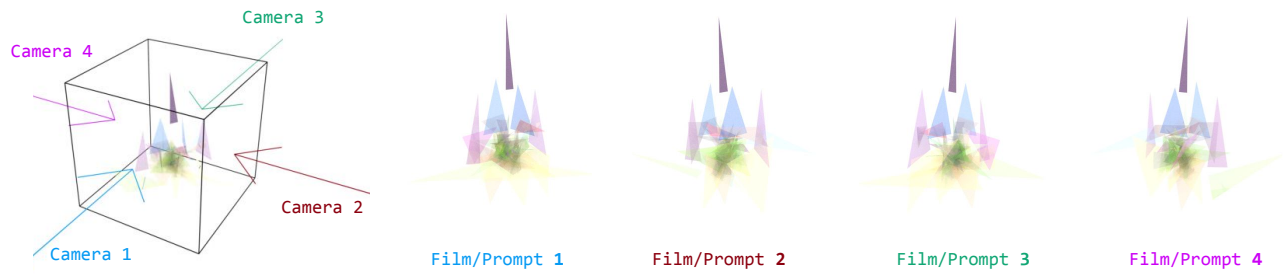 Camera 3
Camera 4
Camera 2
Camera 1
Film/Prompt 1
Film/Prompt 2
Film/Prompt 3
Film/Prompt 4